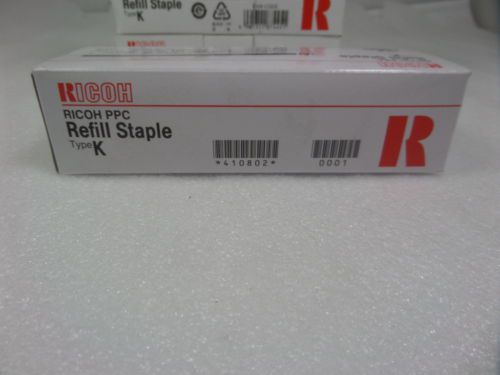 Refill Staple
Type K
R
RICOH
RICOH PPC
Refill Staple
Type K
*410802*
0001
R